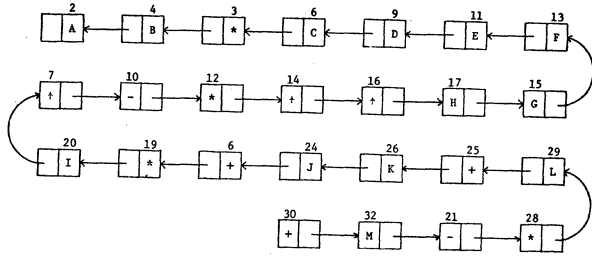 2 4 3 6 9 11 13
A B * C D E F
7 10 12 14 16 17 15
↑ - * ↑ ↑ H G
20 19 6 24 26 25 29
I * + J K + L
30 32 21 28
+ M - *